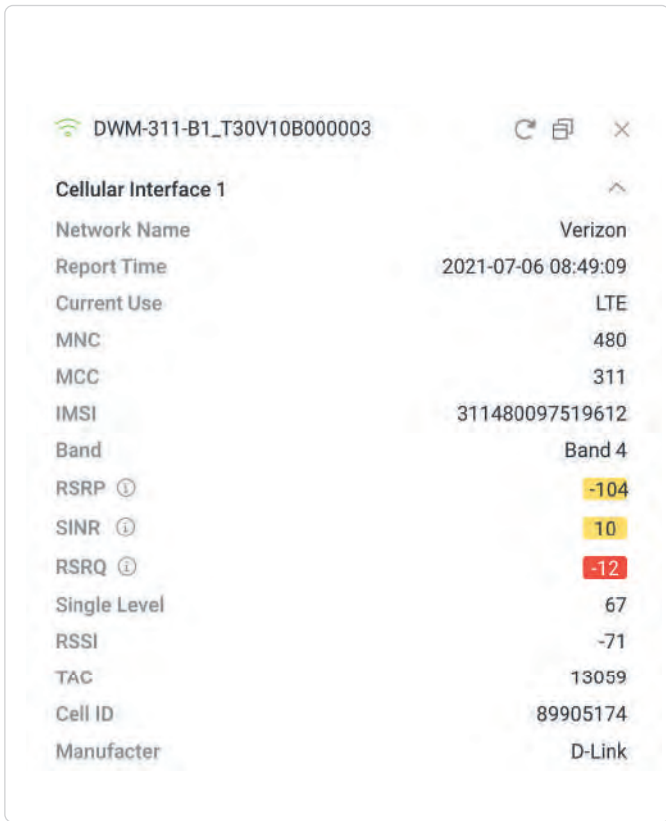 DWM-311-B1_T30V10B000003
Cellular Interface 1
Network Name Verizon
Report Time 2021-07-06 08:49:09
Current Use LTE
MNC 480
MCC 311
IMSI 311480097519612
Band Band 4
RSRP -104
SINR 10
RSRQ -12
Single Level 67
RSSI -71
TAC 13059
Cell ID 89905174
Manufacter D-Link